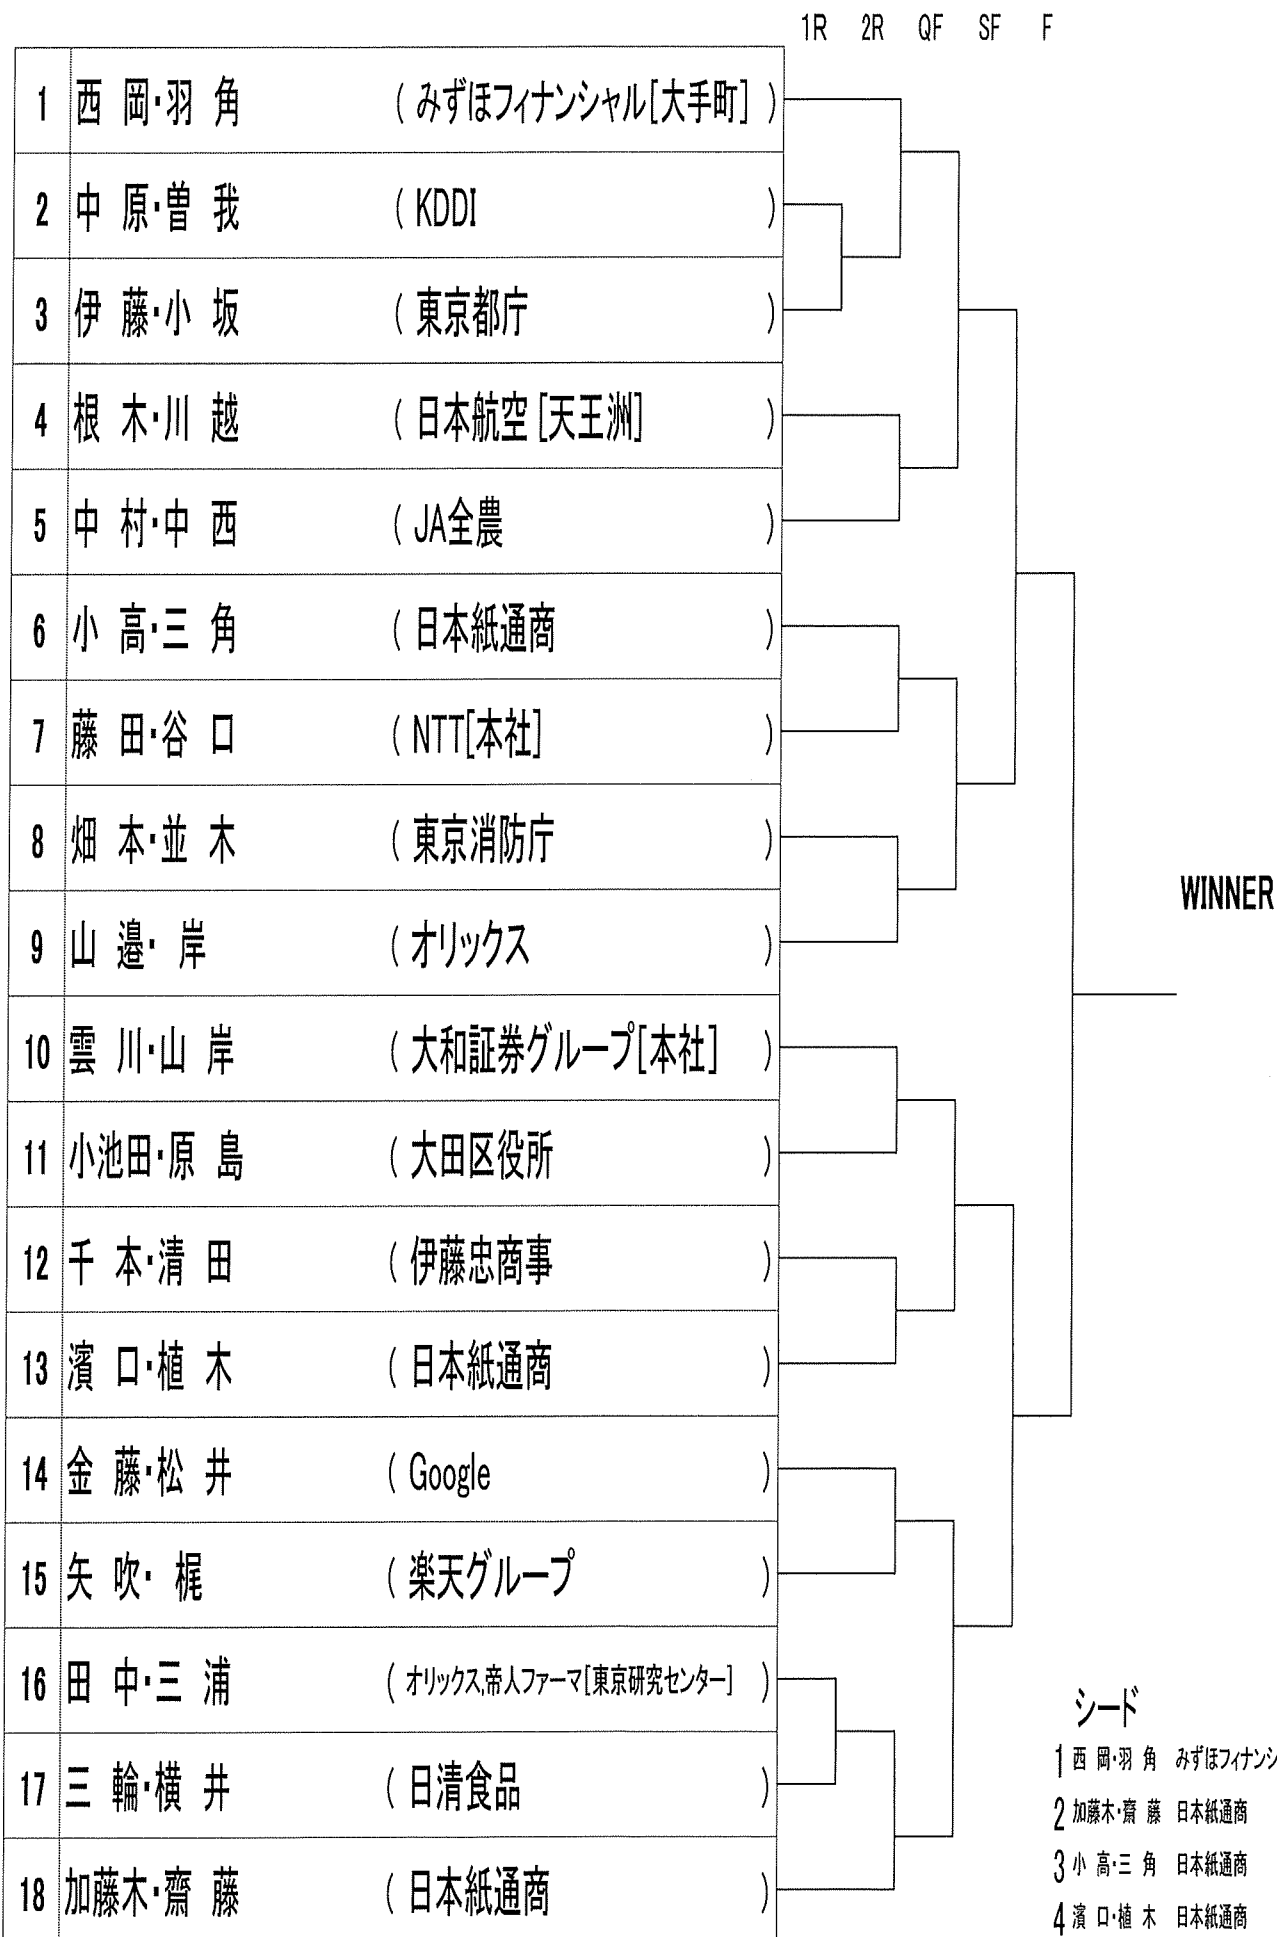 1R 2R QF SF F
1 西 岡・羽 角 ( みずほフィナンシャル[大手町] )
2 中 原・曽 我 ( KDDI )
3 伊 藤・小 坂 ( 東京都庁 )
4 根 木・川 越 ( 日本航空 [天王洲] )
5 中 村・中 西 ( JA全農 )
6 小 高・三 角 ( 日本紙通商 )
7 藤 田・谷 口 ( NTT[本社] )
8 畑 本・並 木 ( 東京消防庁 )
9 山 邉・ 岸 ( オリックス )
WINNER
10 雲 川・山 岸 ( 大和証券グループ[本社] )
11 小池田・原 島 ( 大田区役所 )
12 千 本・清 田 ( 伊藤忠商事 )
13 濱 口・植 木 ( 日本紙通商 )
14 金 藤・松 井 ( Google )
15 矢 吹・ 梶 ( 楽天グループ )
16 田 中・三 浦 ( オリックス,帝人ファーマ[東京研究センター] )
17 三 輪・横 井 ( 日清食品 )
18 加藤木・齋 藤 ( 日本紙通商 )
シード
1 西 岡・羽 角 みずほフィナンシ
2 加藤木・齋 藤 日本紙通商
3 小 高・三 角 日本紙通商
4 濱 口・植 木 日本紙通商